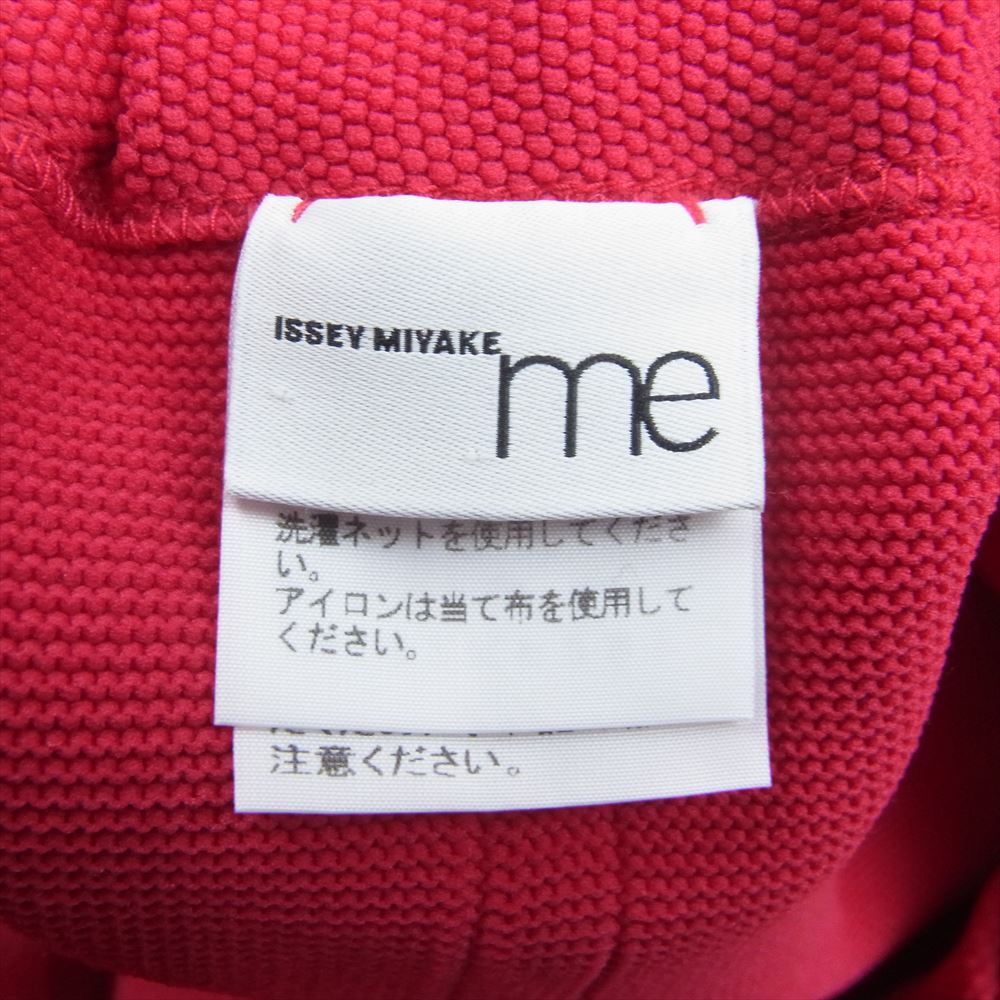 ISSEY MIYAKE
me
洗濯ネットを使用してくださ
い。
アイロンは当て布を使用して
ください。
注意ください。